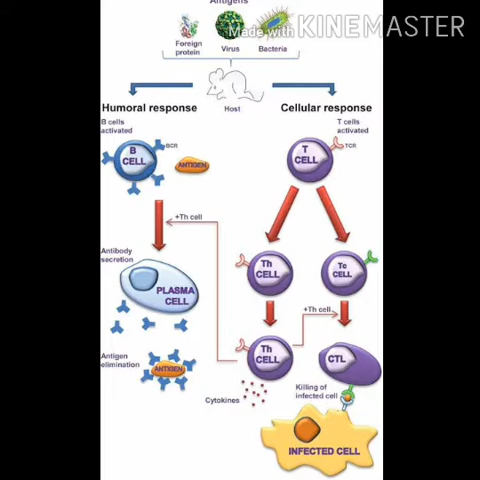 Antigens
Made with KINEMASTER
Foreign
protein
Virus
Bacteria
Host
Humoral response
Cellular response
B cells
activated
T cells
activated
BCR
TCR
B
CELL
ANTIGEN
T
CELL
+Th cell
Antibody
secretion
Th
CELL
Tc
CELL
PLASMA
CELL
+Th cell
Antigen
elimination
ANTIGEN
Th
CELL
CTL
Cytokines
Killing of
infected cell
INFECTED CELL